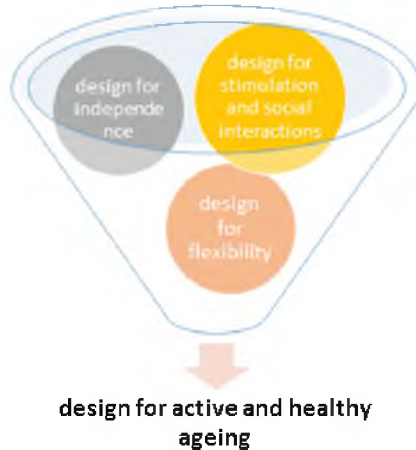 design for
independe
nce
design for
stimulation
and social
interactions
design
for
flexibility
design for active and healthy
ageing